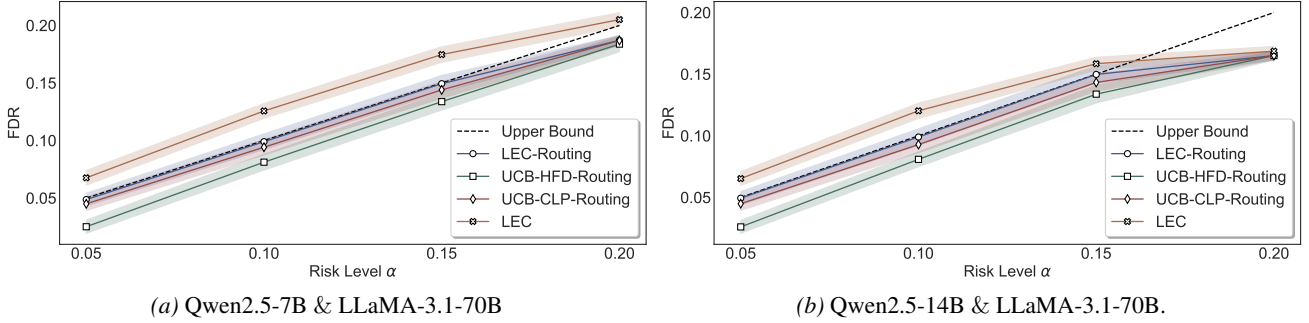 FDR
0.20
0.15
0.10
0.05
Upper Bound
LEC-Routing
UCB-HFD-Routing
UCB-CLP-Routing
LEC
0.05 0.10 0.15 0.20
Risk Level α
(a) Qwen2.5-7B & LLaMA-3.1-70B
FDR
0.20
0.15
0.10
0.05
Upper Bound
LEC-Routing
UCB-HFD-Routing
UCB-CLP-Routing
LEC
0.05 0.10 0.15 0.20
Risk Level α
(b) Qwen2.5-14B & LLaMA-3.1-70B.